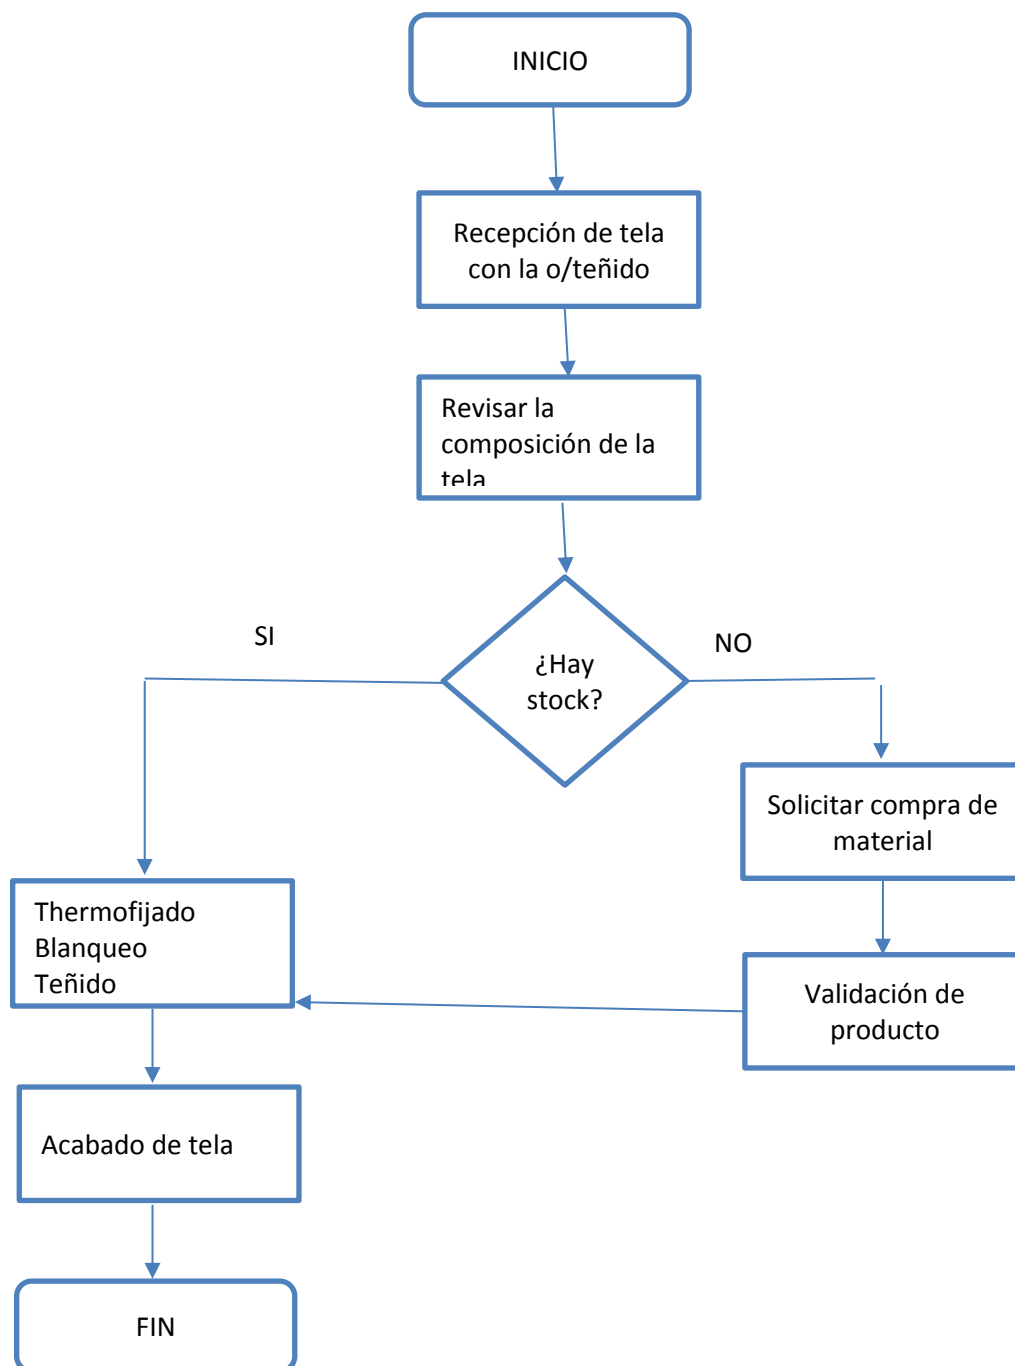 INICIO
Recepción de tela
con la o/teñido
Revisar la
composición de la
tela
¿Hay
stock?
SI
NO
Solicitar compra de
material
Thermofijado
Blanqueo
Teñido
Validación de
producto
Acabado de tela
FIN